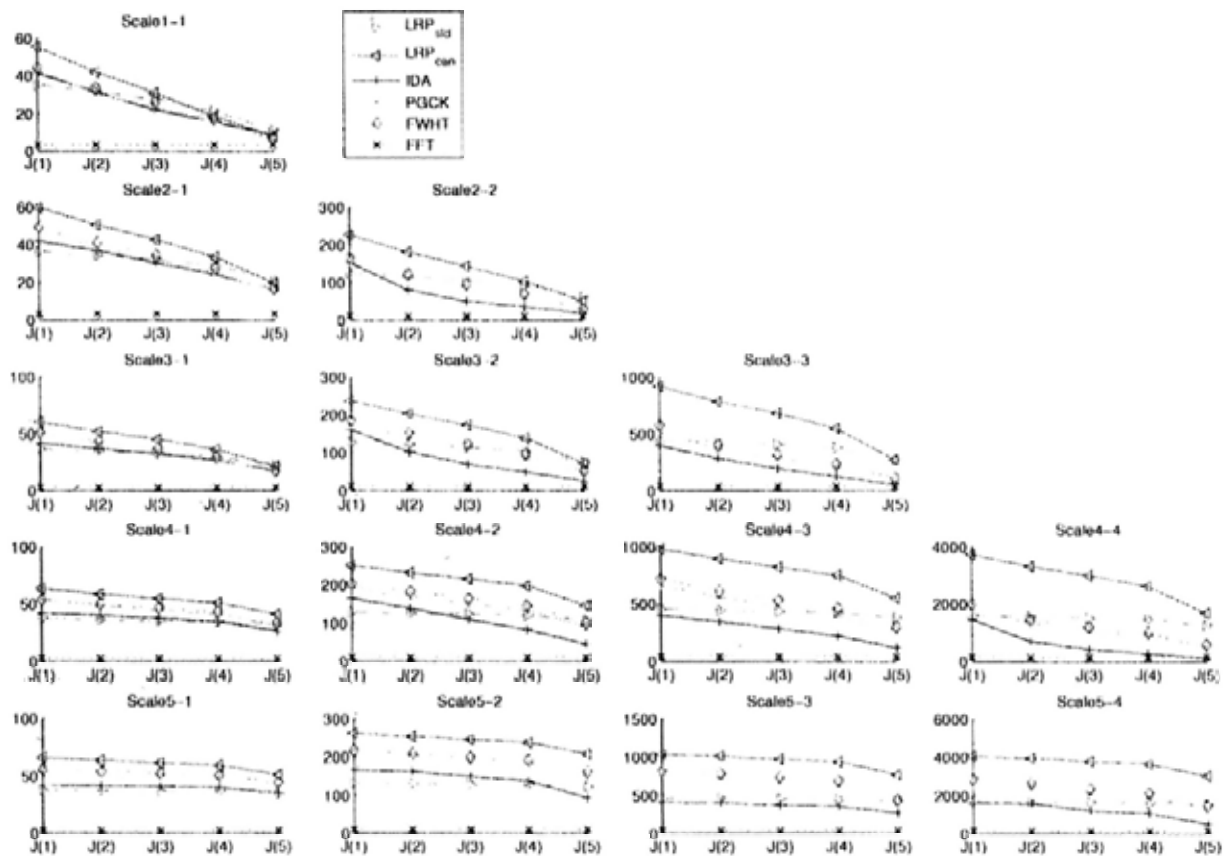 Scale1-1
60
40
20
0
J(1) J(2) J(3) J(4) J(5)
LRP std
LRP con
IDA
PGCK
FWHT
FFT
Scale2-1
60
40
20
0
J(1) J(2) J(3) J(4) J(5)
Scale2-2
300
200
100
0
J(1) J(2) J(3) J(4) J(5)
Scale3-1
100
50
0
J(1) J(2) J(3) J(4) J(5)
Scale3-2
300
200
100
0
J(1) J(2) J(3) J(4) J(5)
Scale3-3
1000
500
0
J(1) J(2) J(3) J(4) J(5)
Scale4-1
100
50
0
J(1) J(2) J(3) J(4) J(5)
Scale4-2
300
200
100
0
J(1) J(2) J(3) J(4) J(5)
Scale4-3
1000
500
0
J(1) J(2) J(3) J(4) J(5)
Scale4-4
4000
2000
0
J(1) J(2) J(3) J(4) J(5)
Scale5-1
100
50
0
J(1) J(2) J(3) J(4) J(5)
Scale5-2
300
200
100
0
J(1) J(2) J(3) J(4) J(5)
Scale5-3
1500
1000
500
0
J(1) J(2) J(3) J(4) J(5)
Scale5-4
6000
4000
2000
0
J(1) J(2) J(3) J(4) J(5)